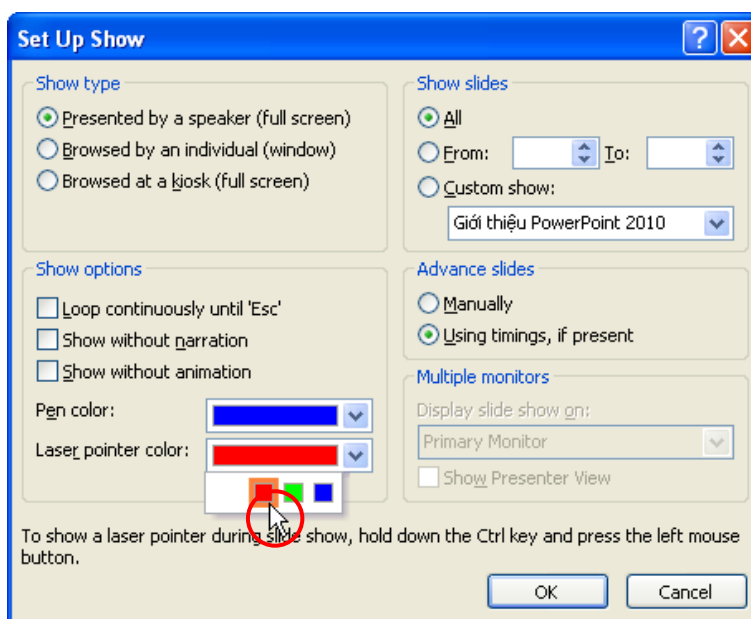 Set Up Show
Show type
Presented by a speaker (full screen)
Browsed by an individual (window)
Browsed at a kiosk (full screen)
Show slides
All
From: To:
Custom show:
Giới thiệu PowerPoint 2010
Show options
Loop continuously until 'Esc'
Show without narration
Show without animation
Pen color:
Laser pointer color:
Advance slides
Manually
Using timings, if present
Multiple monitors
Display slide show on:
Primary Monitor
Show Presenter View
To show a laser pointer during slide show, hold down the Ctrl key and press the left mouse
button.
OK Cancel